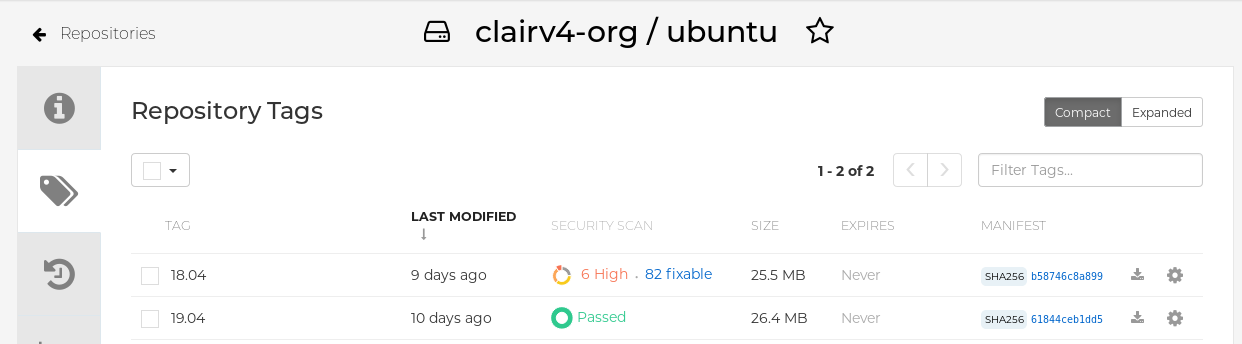 Repositories
clairv4-org / ubuntu
Repository Tags
Compact Expanded
1 - 2 of 2
Filter Tags...
TAG LAST MODIFIED SECURITY SCAN SIZE EXPIRES MANIFEST
18.04 9 days ago 6 High · 82 fixable 25.5 MB Never SHA256 b58746c8a899
19.04 10 days ago Passed 26.4 MB Never SHA256 61844ceb1dd5